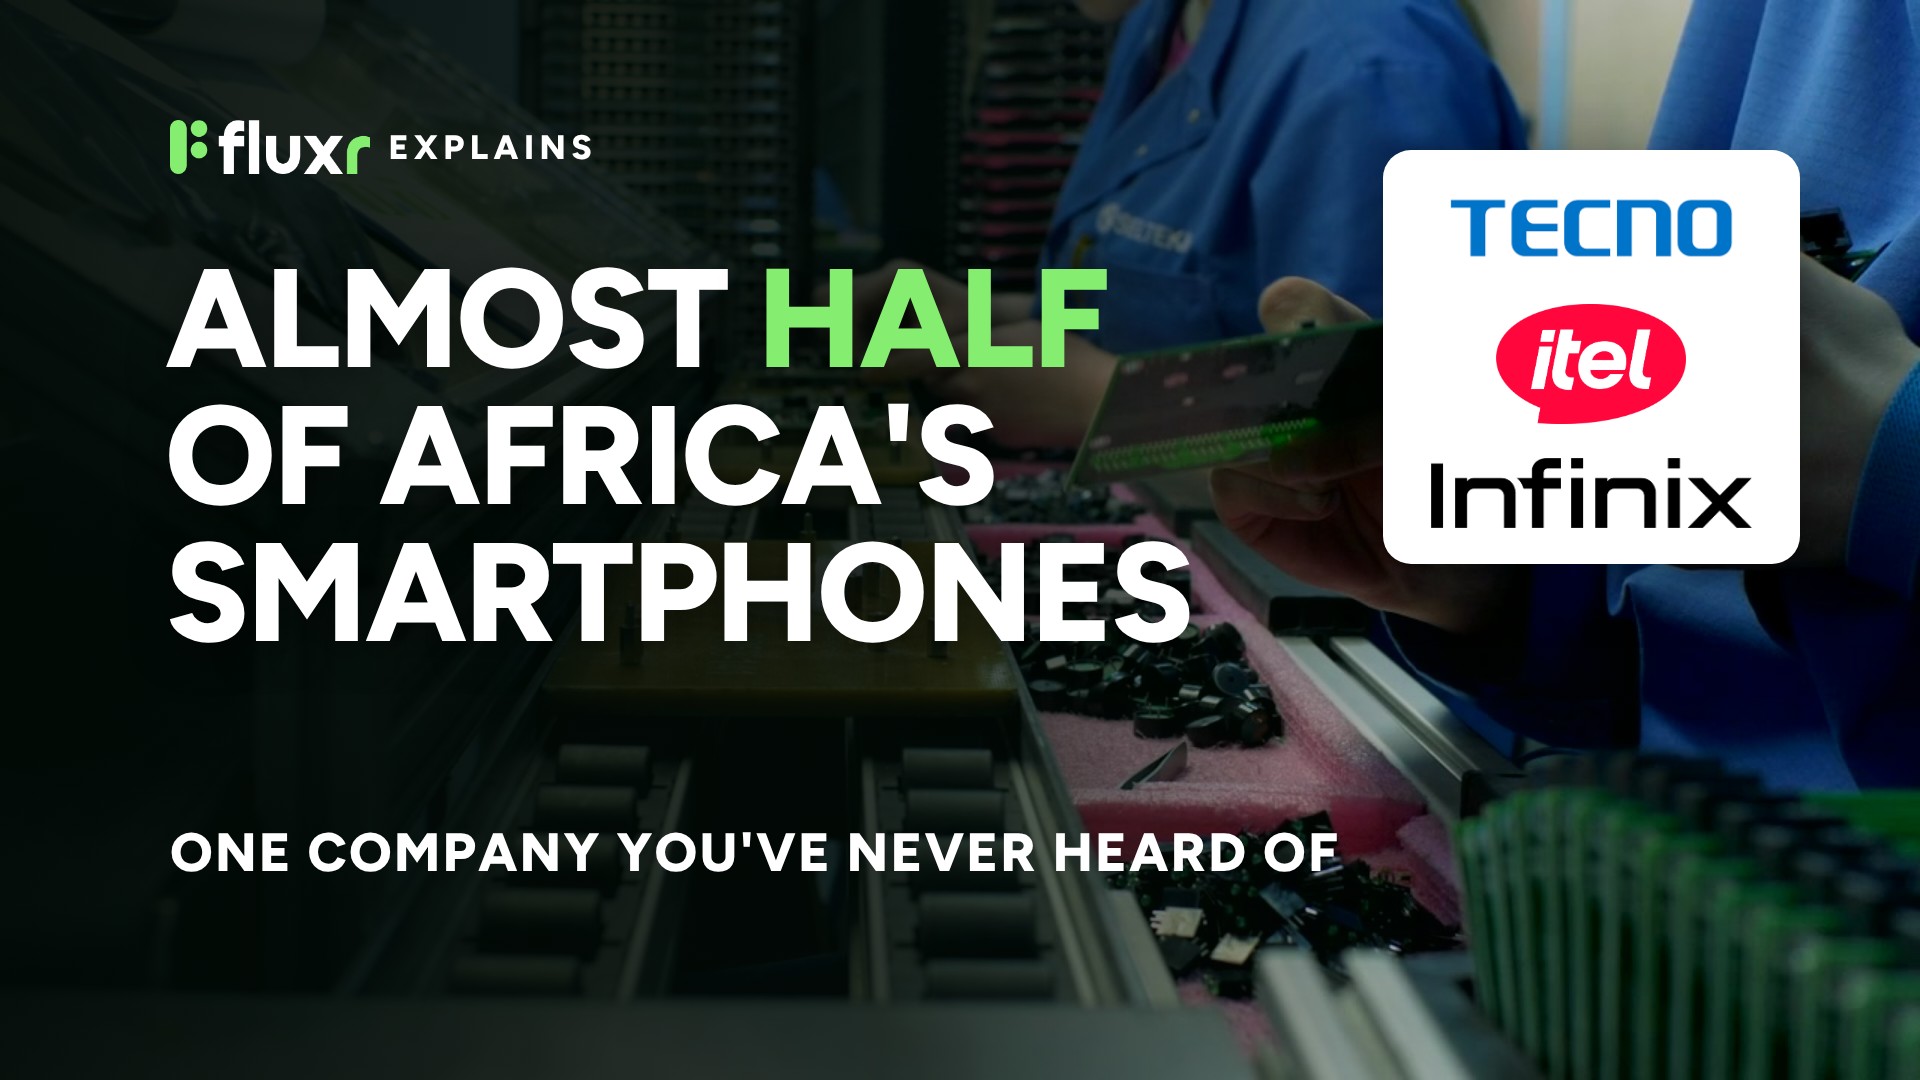 fluxr EXPLAINS
ALMOST HALF
OF AFRICA'S
SMARTPHONES
ONE COMPANY YOU'VE NEVER HEARD OF
TECNO
itel
Infinix